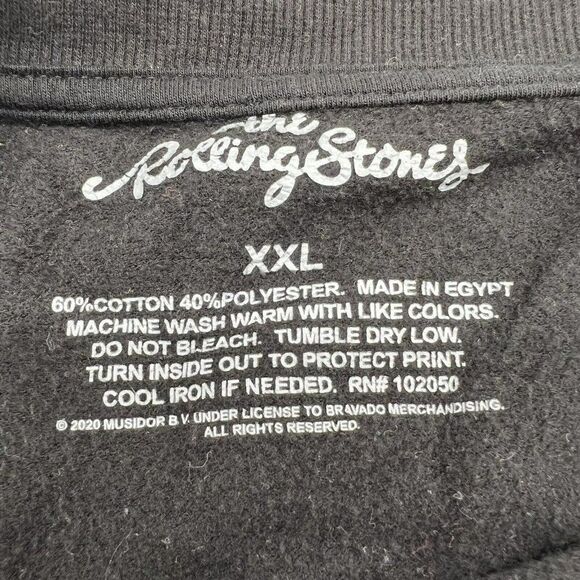 The
Rolling Stones
XXL
60%COTTON 40%POLYESTER. MADE IN EGYPT
MACHINE WASH WARM WITH LIKE COLORS.
DO NOT BLEACH. TUMBLE DRY LOW.
TURN INSIDE OUT TO PROTECT PRINT.
COOL IRON IF NEEDED. RN# 102050
© 2020 MUSIDOR B.V. UNDER LICENSE TO BRAVADO MERCHANDISING.
ALL RIGHTS RESERVED.